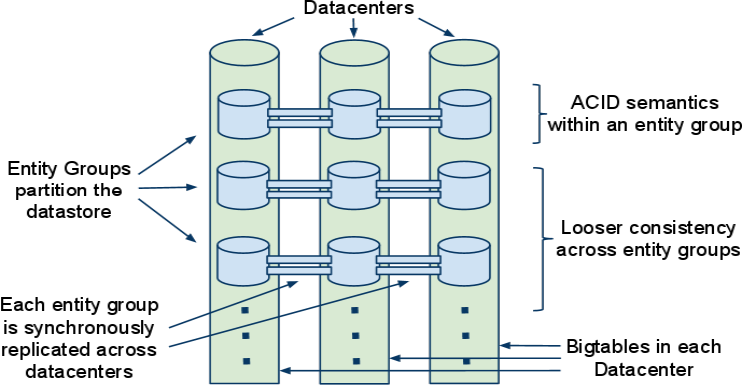 Datacenters
ACID semantics
within an entity group
Entity Groups
partition the
datastore
Looser consistency
across entity groups
Each entity group
is synchronously
replicated across
datacenters
Bigtables in each
Datacenter